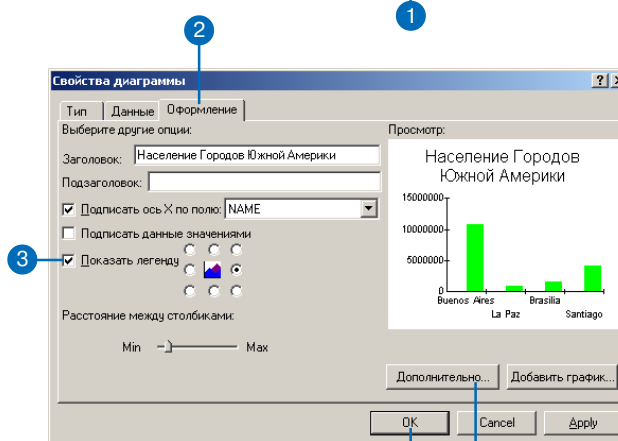 1
2
Свойства диаграммы
Тип Данные Оформление
Выберите другие опции:
Заголовок: Население Городов Южной Америки
Подзаголовок:
Подписать ось X по полю: NAME
Подписать данные значениями
3
Показать легенду
Расстояние между столбиками:
Min Max
Просмотр:
Население Городов
Южной Америки
15000000
10000000
5000000
0
Buenos Aires Brasilia
La Paz Santiago
Дополнительно... Добавить график...
OK Cancel Apply